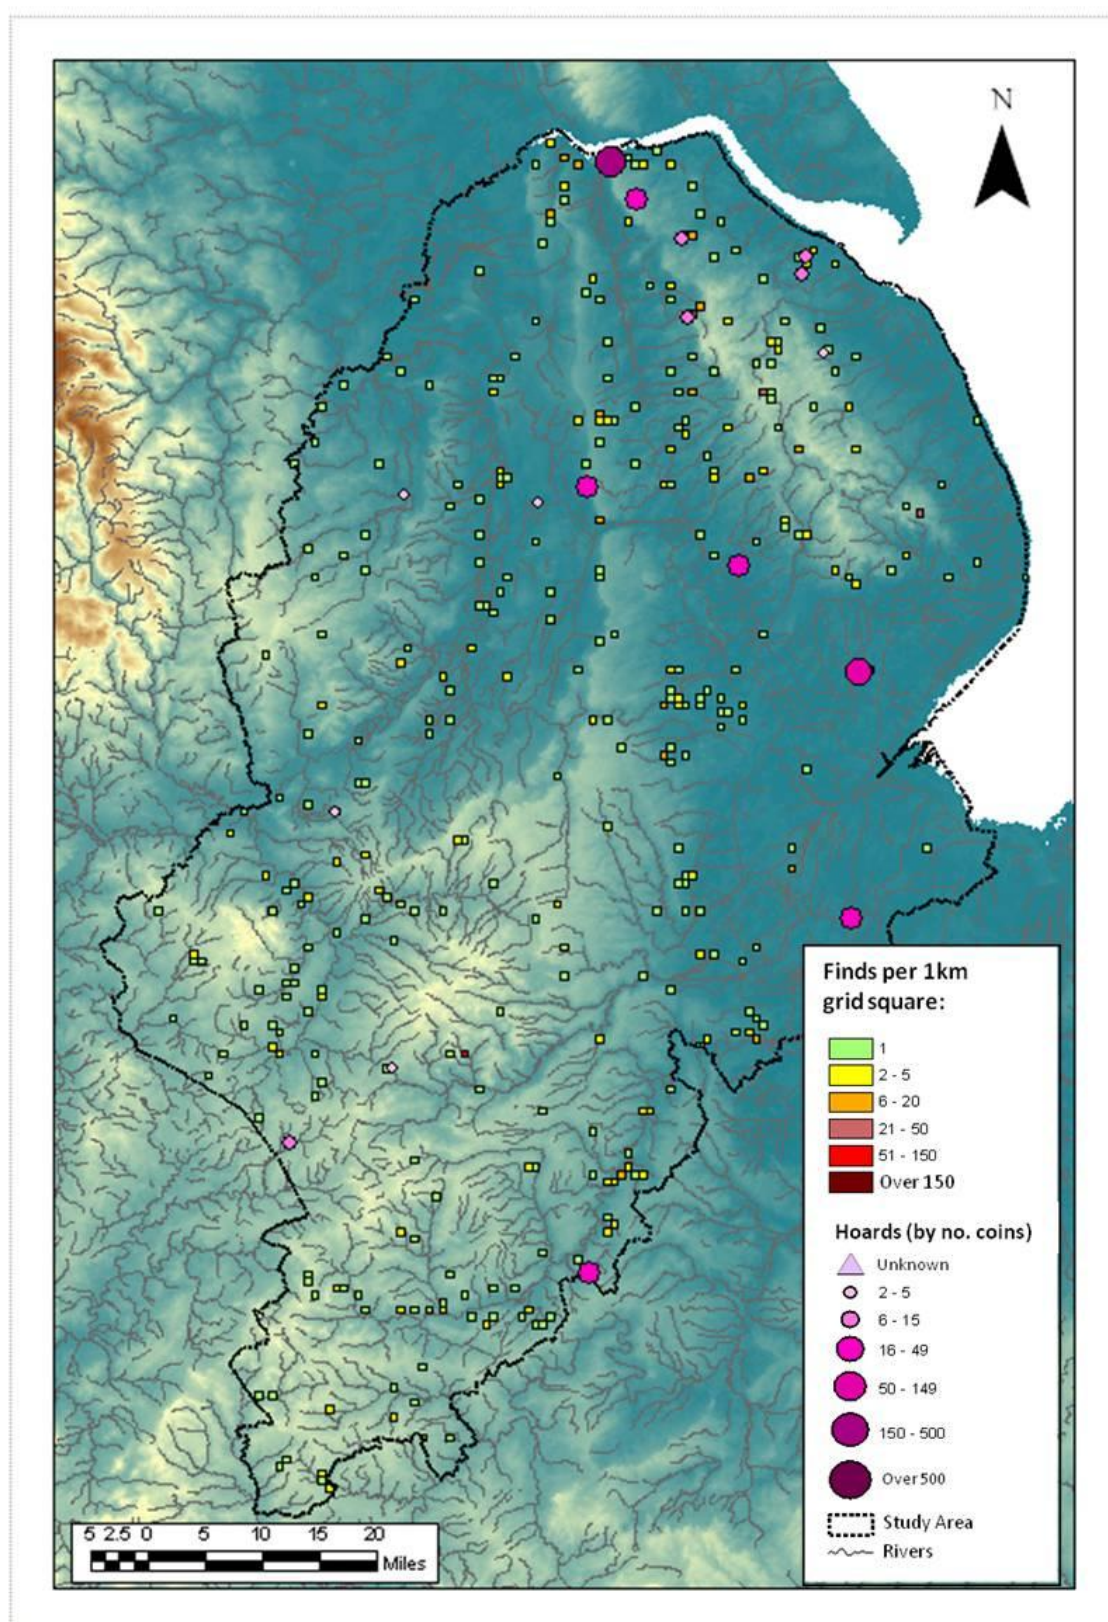 N
Finds per 1km
grid square:
1
2 - 5
6 - 20
21 - 50
51 - 150
Over 150
Hoards (by no. coins)
Unknown
2 - 5
6 - 15
16 - 49
50 - 149
150 - 500
Over 500
Study Area
Rivers
5 2.5 0 5 10 15 20
Miles